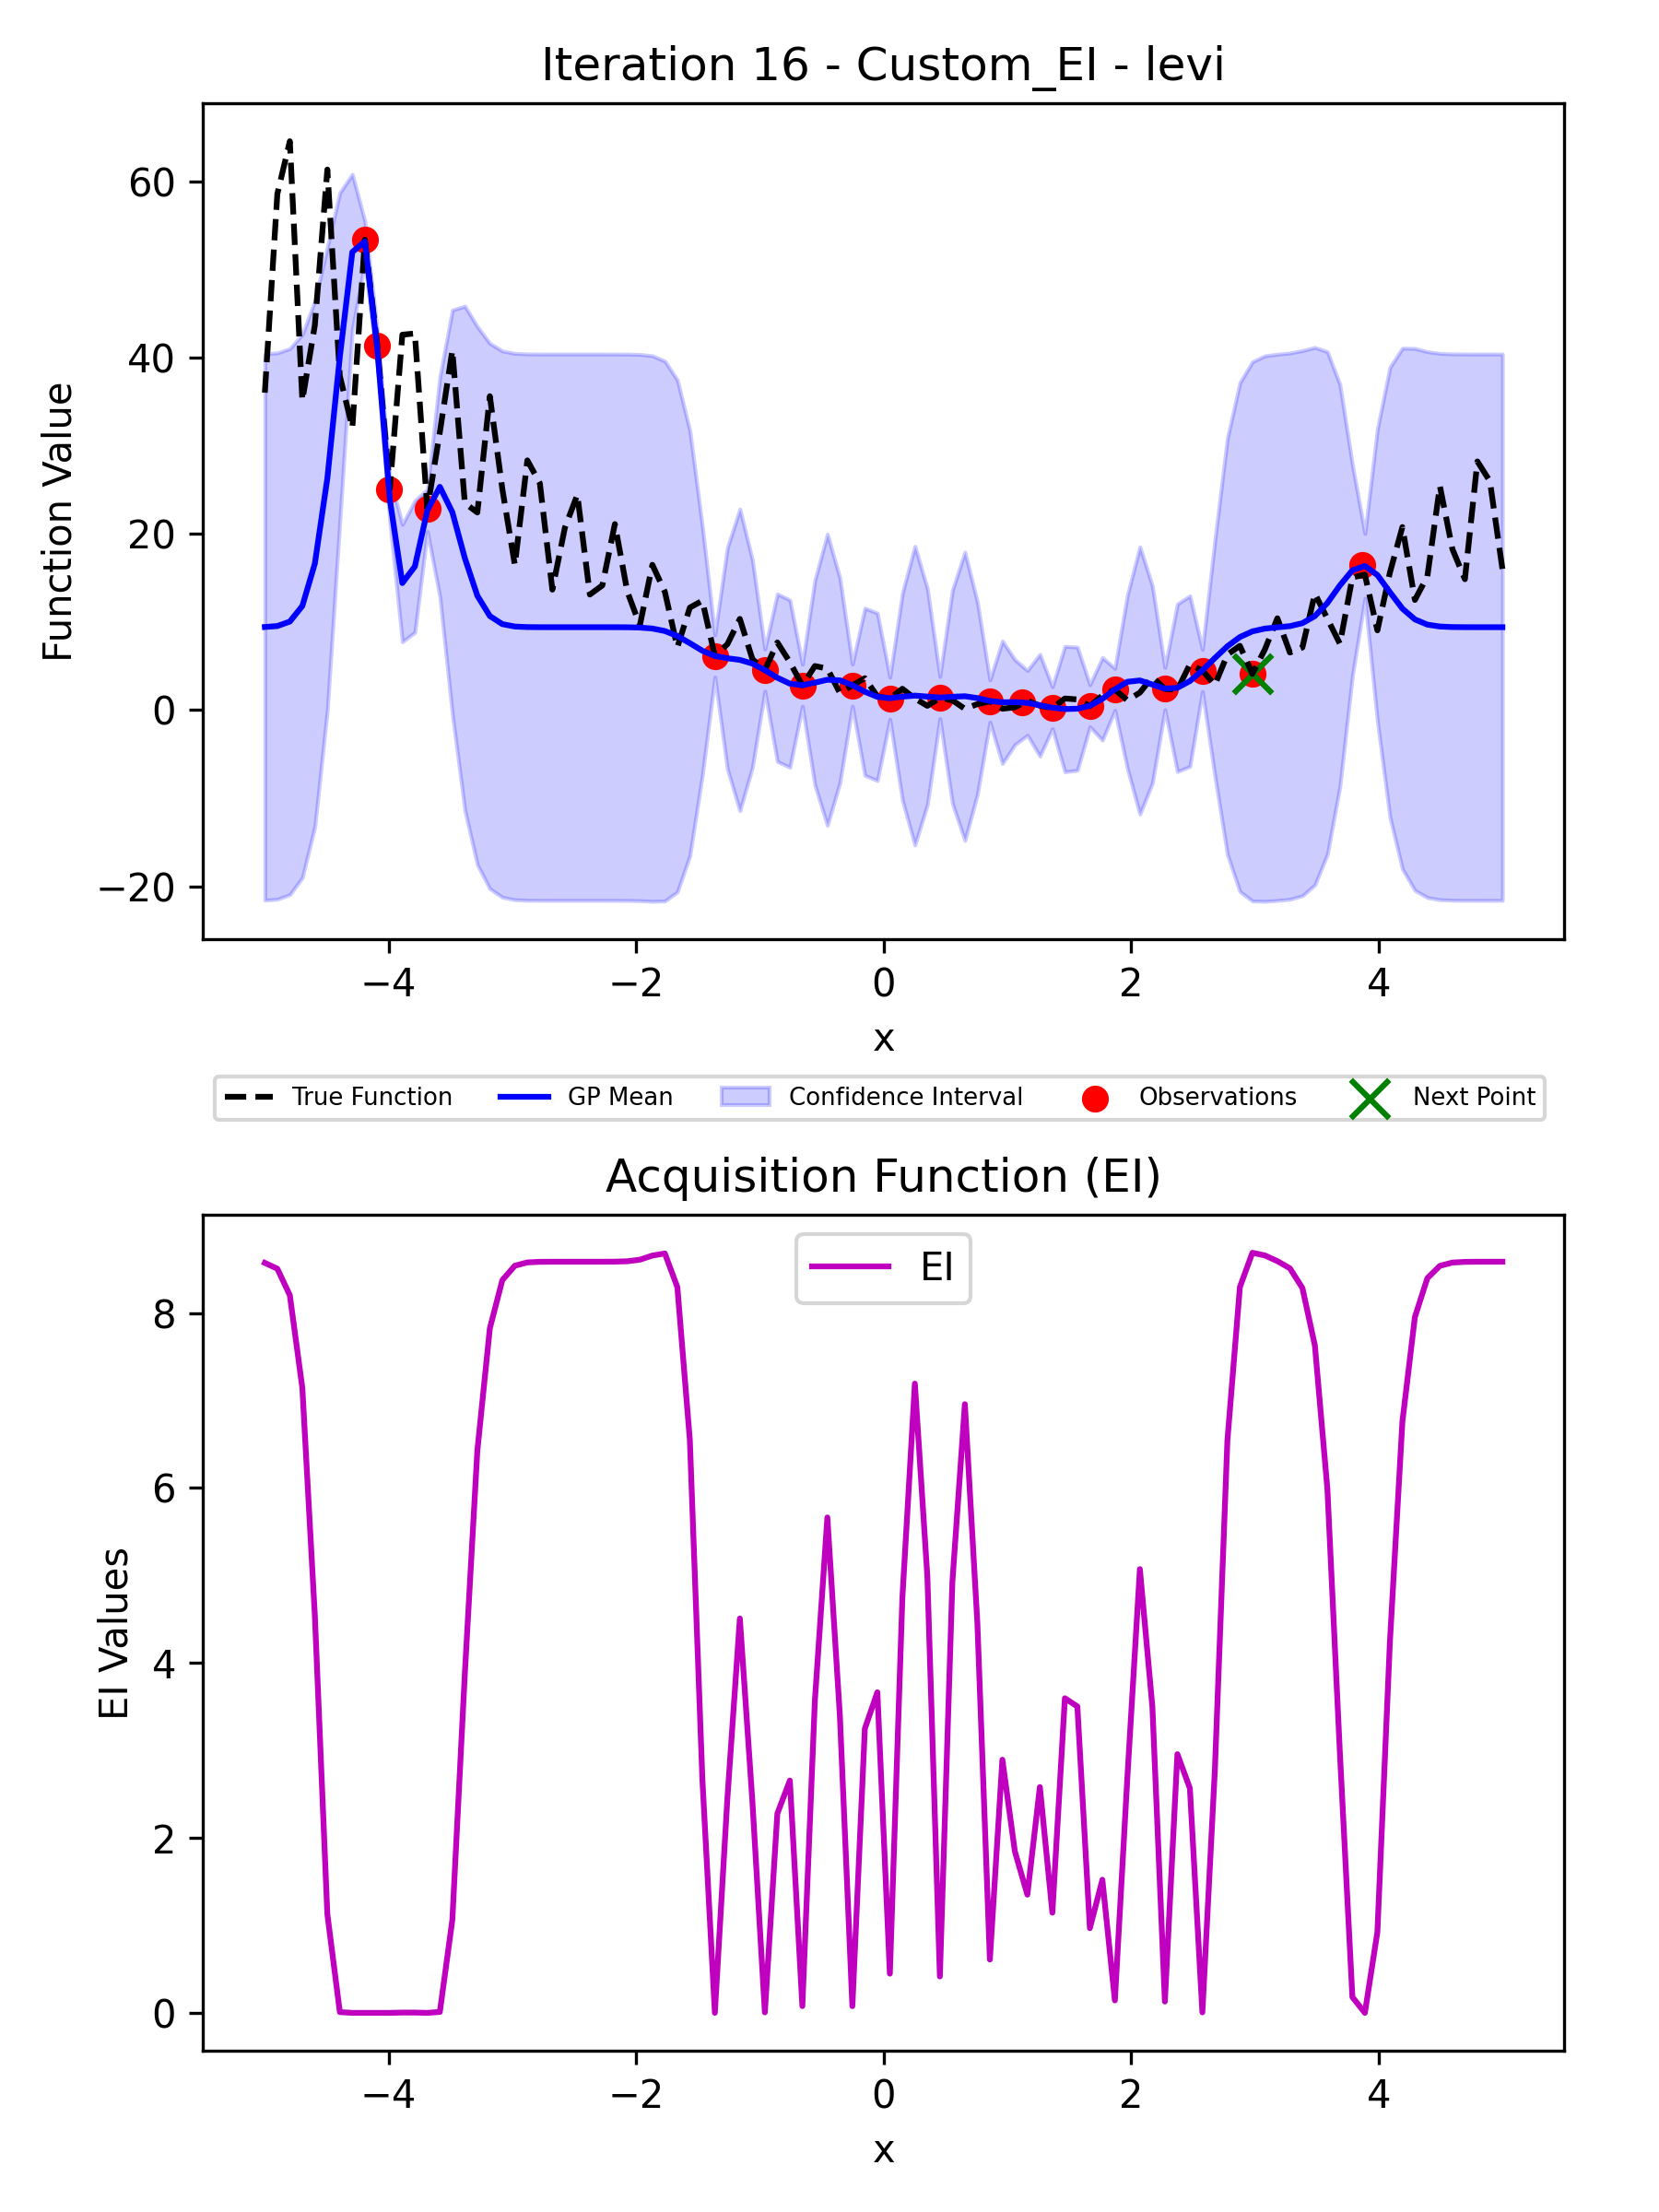 Iteration 16 - Custom_EI - levi
Function Value
60
40
20
0
−20
−4 −2 0 2 4
x
True Function GP Mean Confidence Interval Observations Next Point
Acquisition Function (EI)
EI
EI Values
8
6
4
2
0
−4 −2 0 2 4
x